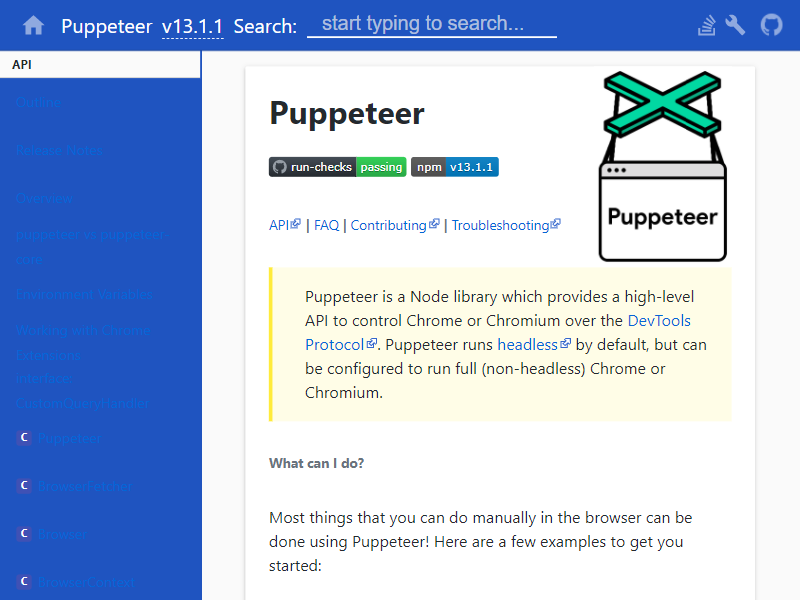 Puppeteer v13.1.1 Search: start typing to search...
API
Outline
Release Notes
Overview
puppeteer vs puppeteer-
core
Environment Variables
Working with Chrome
Extensions
interface:
CustomQueryHandler
C Puppeteer
C BrowserFetcher
C Browser
C BrowserContext
Puppeteer
run-checks passing npm v13.1.1
API | FAQ | Contributing | Troubleshooting
Puppeteer
Puppeteer is a Node library which provides a high-level
API to control Chrome or Chromium over the DevTools
Protocol. Puppeteer runs headless by default, but can
be configured to run full (non-headless) Chrome or
Chromium.
What can I do?
Most things that you can do manually in the browser can be
done using Puppeteer! Here are a few examples to get you
started: